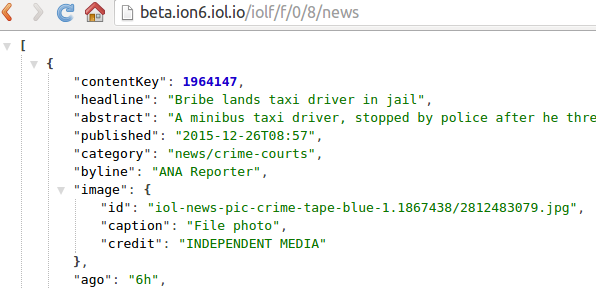 beta.ion6.iol.io/iolf/f/0/8/news
[
{
"contentKey": 1964147,
"headline": "Bribe lands taxi driver in jail",
"abstract": "A minibus taxi driver, stopped by police after he thre
"published": "2015-12-26T08:57",
"category": "news/crime-courts",
"byline": "ANA Reporter",
"image": {
"id": "iol-news-pic-crime-tape-blue-1.1867438/2812483079.jpg",
"caption": "File photo",
"credit": "INDEPENDENT MEDIA"
},
"ago": "6h",